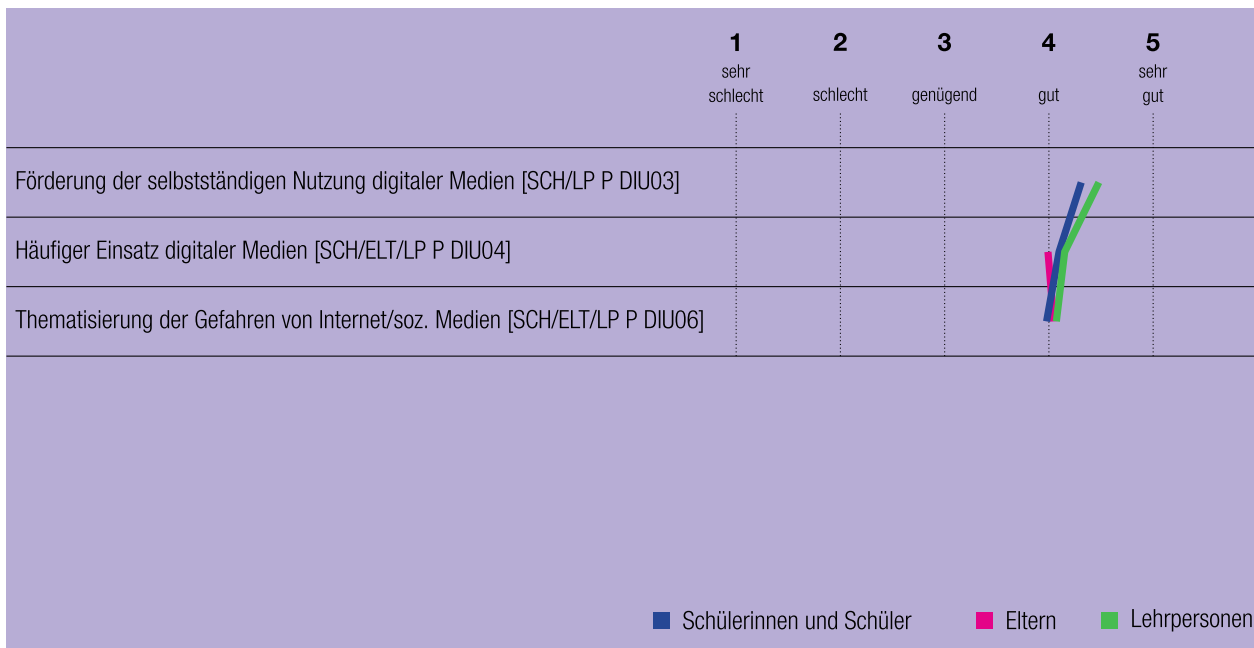 1 2 3 4 5
sehr schlecht schlecht genügend gut sehr gut
Förderung der selbstständigen Nutzung digitaler Medien [SCH/LP P DIU03]
Häufiger Einsatz digitaler Medien [SCH/ELT/LP P DIU04]
Thematisierung der Gefahren von Internet/soz. Medien [SCH/ELT/LP P DIU06]
Schülerinnen und Schüler Eltern Lehrpersonen